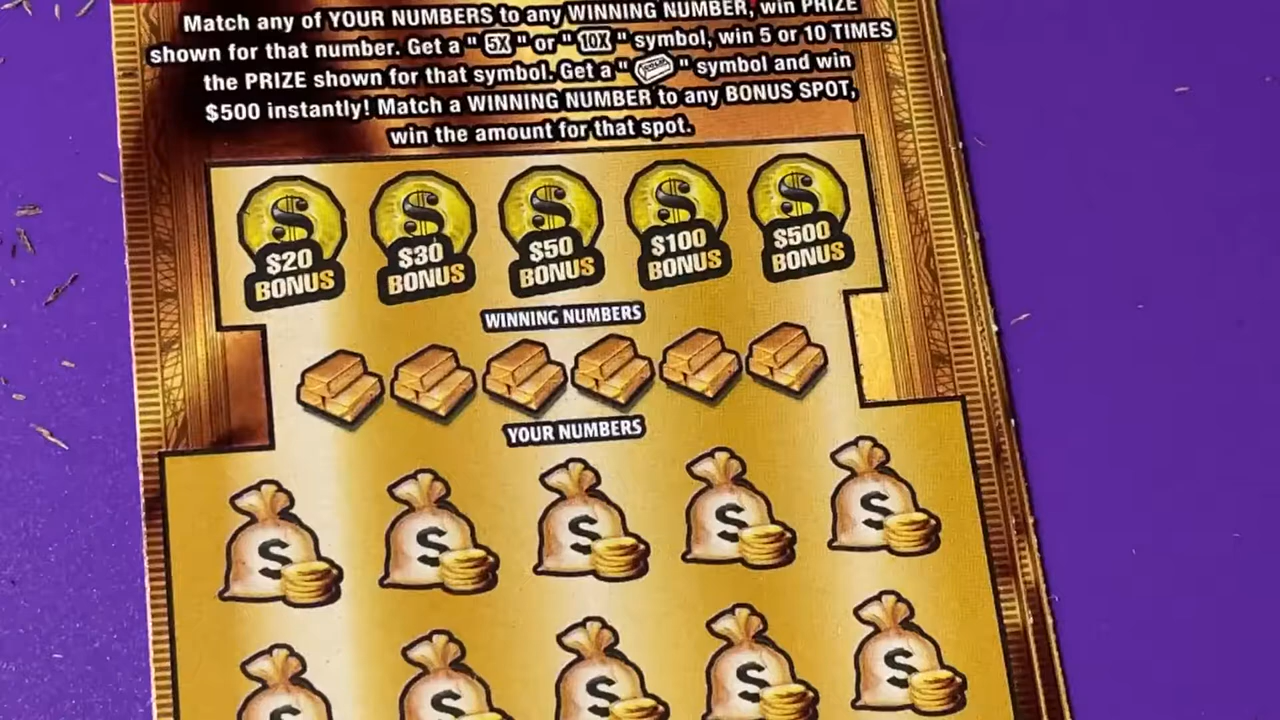 Match any of YOUR NUMBERS to any WINNING NUMBER, win PRIZE
shown for that number. Get a " 5X " or " 10X " symbol, win 5 or 10 TIMES
the PRIZE shown for that symbol. Get a " " symbol and win
$500 instantly! Match a WINNING NUMBER to any BONUS SPOT,
win the amount for that spot.
$ $ $ $ $
$20 $30 $50 $100 $500
BONUS BONUS BONUS BONUS BONUS
WINNING NUMBERS
YOUR NUMBERS
$ $ $ $ $
$ $ $ $ $